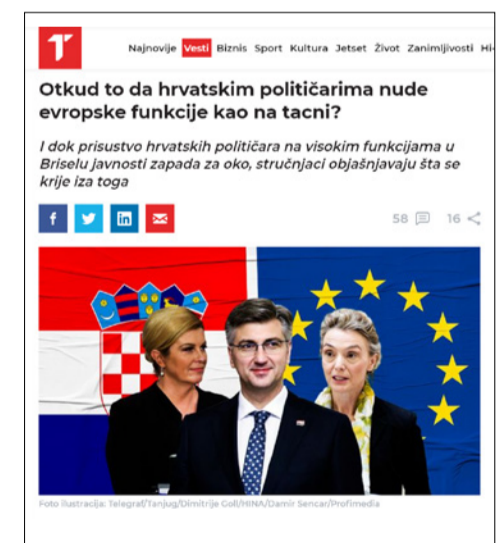 T
Najnovije Vesti Biznis Sport Kultura Jetset Život Zanimljivosti Hi-
Otkud to da hrvatskim političarima nude
evropske funkcije kao na tacni?
I dok prisustvo hrvatskih političara na visokim funkcijama u
Briselu javnosti zapada za oko, stručnjaci objašnjavaju šta se
krije iza toga
f in 58 16
Foto ilustracija: Telegraf/Tanjug/Dimitrije Goll/HINA/Damir Sencar/Profimedia